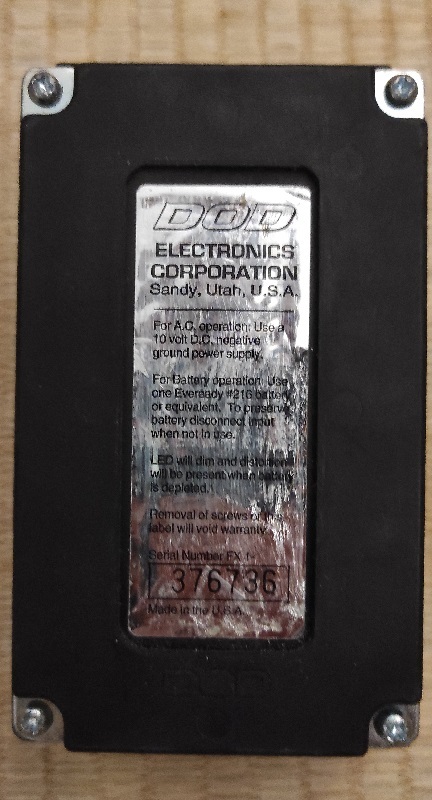 DOD
ELECTRONICS
CORPORATION
Sandy, Utah, U.S.A.
For A.C. operation: Use a
10 volt D.C. negative
ground power supply.
For Battery operation: Use
one Eveready #216 battery
or equivalent. To preserve
battery disconnect input
when not in use.
LED will dim and distortion
will be present when battery
is depleted.
Removal of screws or this
label will void warranty.
Serial Number FX
376736
Made in the U.S.A.